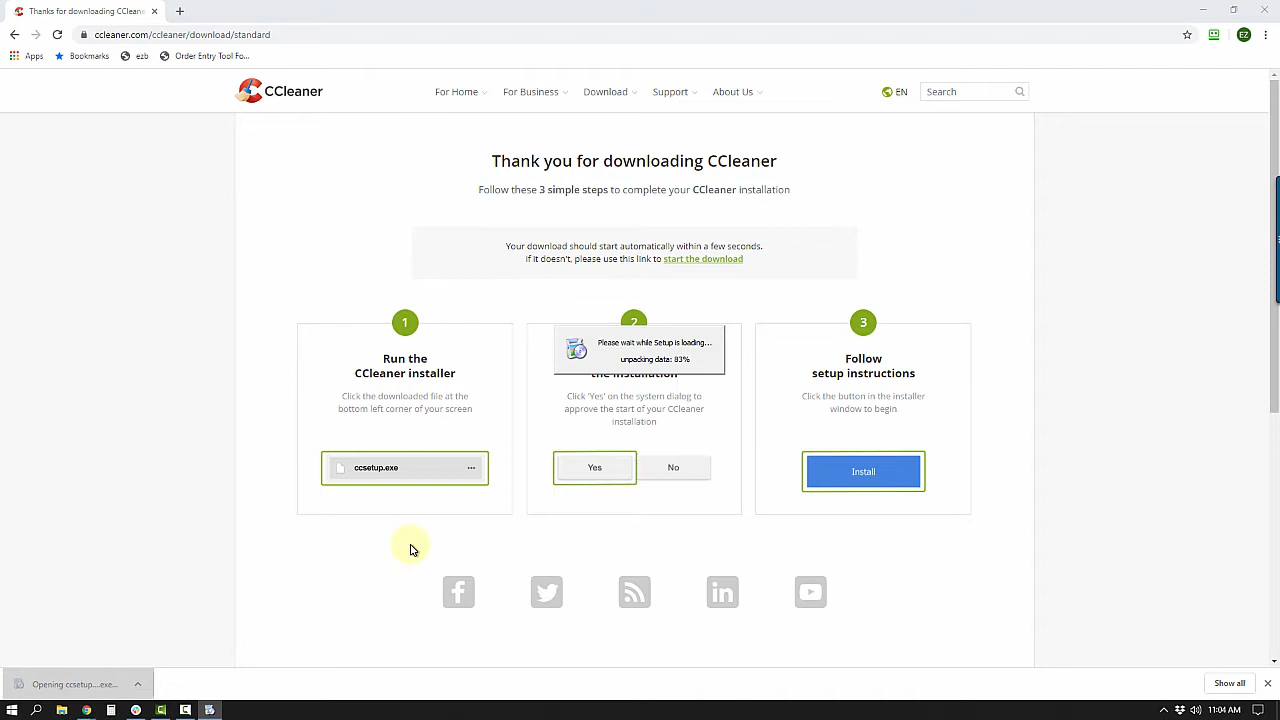 Thanks for downloading CCleane
ccleaner.com/ccleaner/download/standard
EZ
Apps
Bookmarks
ezb
Order Entry Tool Fo...
CCleaner
For Home
For Business
Download
Support
About Us
EN
Search
Thank you for downloading CCleaner
Follow these 3 simple steps to complete your CCleaner installation
Your download should start automatically within a few seconds.
if it doesn't, please use this link to start the download
1
Run the
CCleaner installer
Click the downloaded file at the
bottom left corner of your screen
ccsetup.exe
2
Please wait while Setup is loading...
unpacking data: 83%
the installation
Click 'Yes' on the system dialog to
approve the start of your CCleaner
installation
Yes
No
3
Follow
setup instructions
Click the button in the installer
window to begin
Install
Opening ccsetup....exe...
Show all
11:04 AM